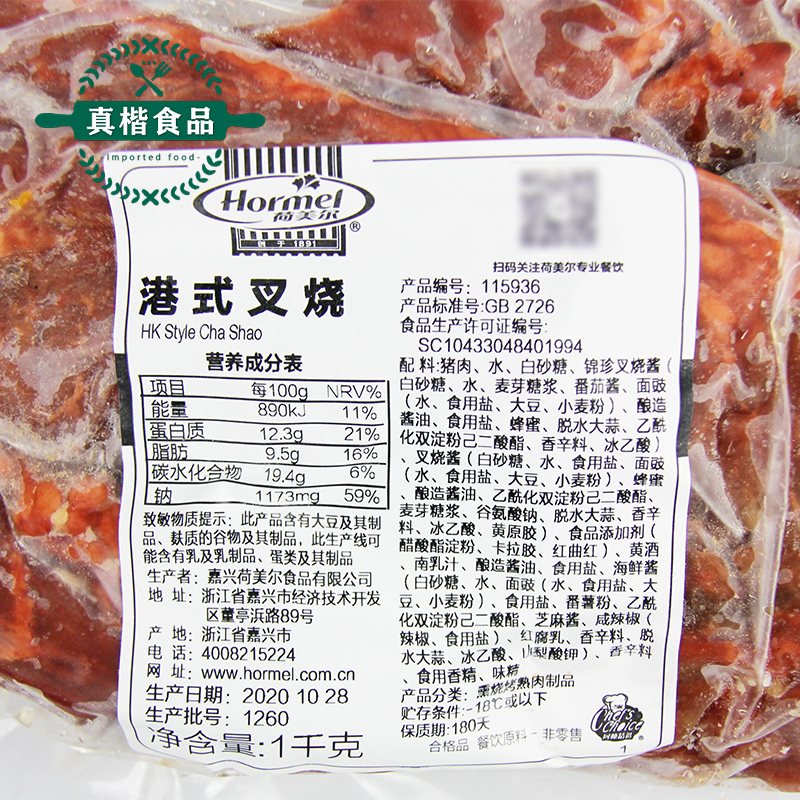 真楷食品
Imported food
Hormel
荷美尔
®
创于1891
港式叉烧
HK Style Cha Shao
营养成分表
项目 每100g NRV%
能量 890kJ 11%
蛋白质 12.3g 21%
脂肪 9.5g 16%
碳水化合物 19.4g 6%
钠 1173mg 59%
致敏物质提示：此产品含有大豆及其制
品、麸质的谷物及其制品，此生产线可
能含有乳及乳制品、蛋类及其制品
生产者：嘉兴荷美尔食品有限公司
地 址：浙江省嘉兴市经济技术开发
区董亭浜路89号
产 地：浙江省嘉兴市
电 话：4008215224
网 址：www.hormel.com.cn
生产日期：2020 10 28
生产批号：1260
净含量:1千克
扫码关注荷美尔专业餐饮
产品编号：115936
产品标准号:GB 2726
食品生产许可证编号:
SC10433048401994
配 料:猪肉、水、白砂糖、锦珍叉烧酱（
白砂糖、水、麦芽糖浆、番茄酱、面豉
（水、食用盐、大豆、小麦粉）、酿造
酱油、食用盐、蜂蜜、脱水大蒜、乙酰
化双淀粉己二酸酯、香辛料、冰乙酸）
、叉烧酱（白砂糖、水、食用盐、面豉
（水、食用盐、大豆、小麦粉）、蜂蜜
、酿造酱油、乙酰化双淀粉己二酸酯、
麦芽糖浆、谷氨酸钠、脱水大蒜、香辛
料、冰乙酸、黄原胶）、食品添加剂（
醋酸酯淀粉、卡拉胶、红曲红）、黄酒
、南乳汁、酿造酱油、食用盐、海鲜酱
（白砂糖、水、面豉（水、食用盐、大
豆、小麦粉）、食用盐、番薯粉、乙酰
化双淀粉己二酸酯、芝麻酱、咸辣椒（
辣椒、食用盐）、红腐乳、香辛料、脱
水大蒜、冰乙酸、山梨酸钾）、香辛料
、食用香精、味精
产品分类：熏烧烤熟肉制品
贮存条件:-18℃或以下
保质期:180天
合格品 餐饮原料 - 非零售
THE Chef's Choice
®
1